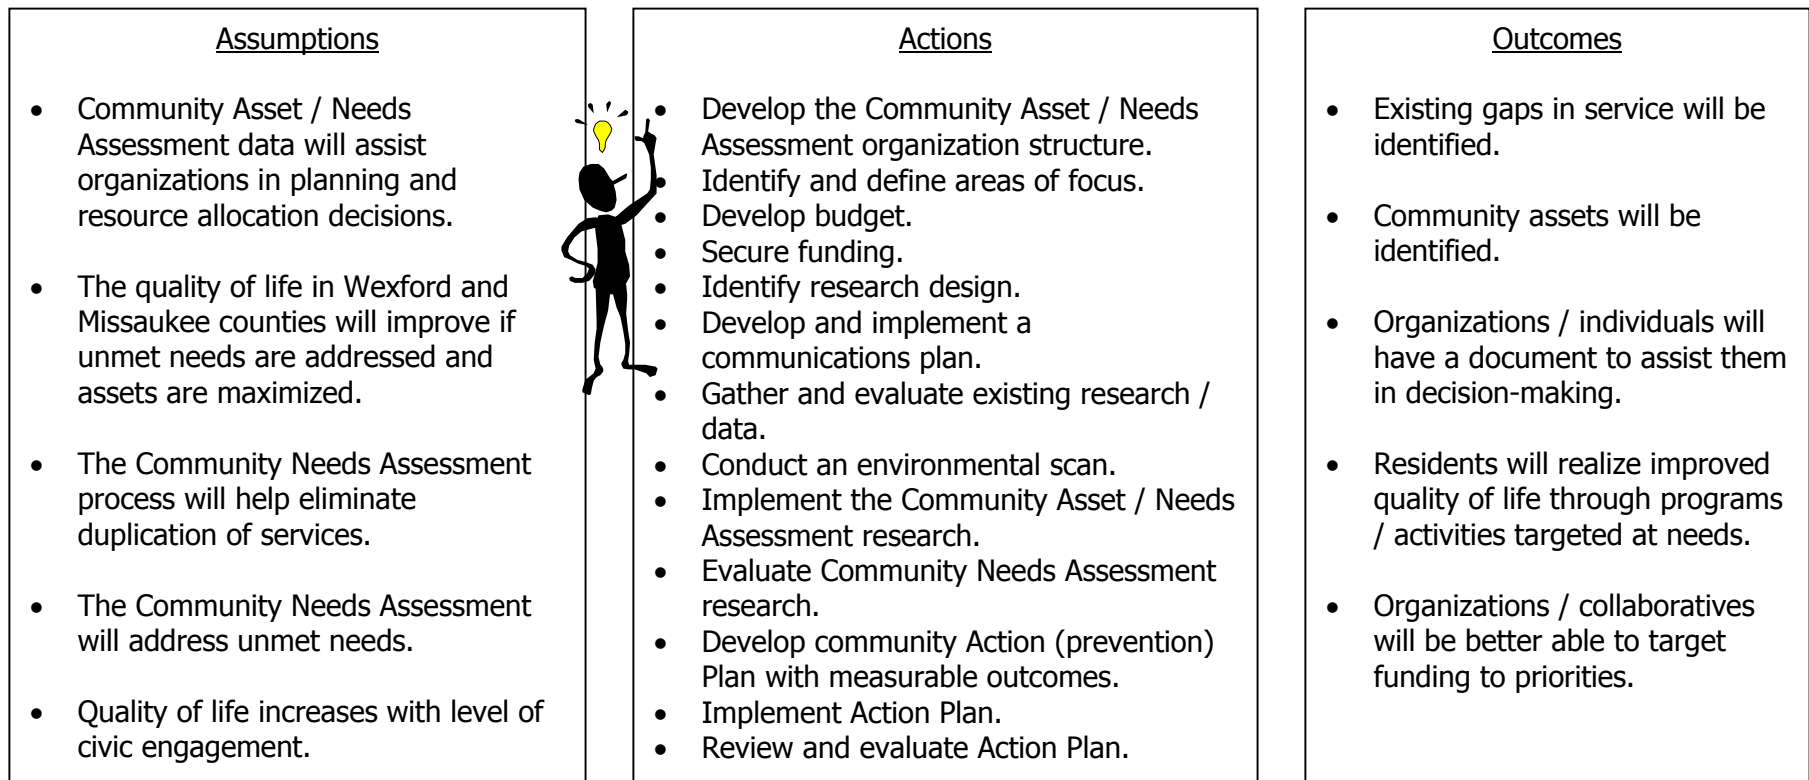 Assumptions
• Community Asset / Needs
Assessment data will assist
organizations in planning and
resource allocation decisions.
• The quality of life in Wexford and
Missaukee counties will improve if
unmet needs are addressed and
assets are maximized.
• The Community Needs Assessment
process will help eliminate
duplication of services.
• The Community Needs Assessment
will address unmet needs.
• Quality of life increases with level of
civic engagement.
Actions
• Develop the Community Asset / Needs
Assessment organization structure.
• Identify and define areas of focus.
• Develop budget.
• Secure funding.
• Identify research design.
• Develop and implement a
communications plan.
• Gather and evaluate existing research /
data.
• Conduct an environmental scan.
• Implement the Community Asset / Needs
Assessment research.
• Evaluate Community Needs Assessment
research.
• Develop community Action (prevention)
Plan with measurable outcomes.
• Implement Action Plan.
• Review and evaluate Action Plan.
Outcomes
• Existing gaps in service will be
identified.
• Community assets will be
identified.
• Organizations / individuals will
have a document to assist them
in decision-making.
• Residents will realize improved
quality of life through programs
/ activities targeted at needs.
• Organizations / collaboratives
will be better able to target
funding to priorities.